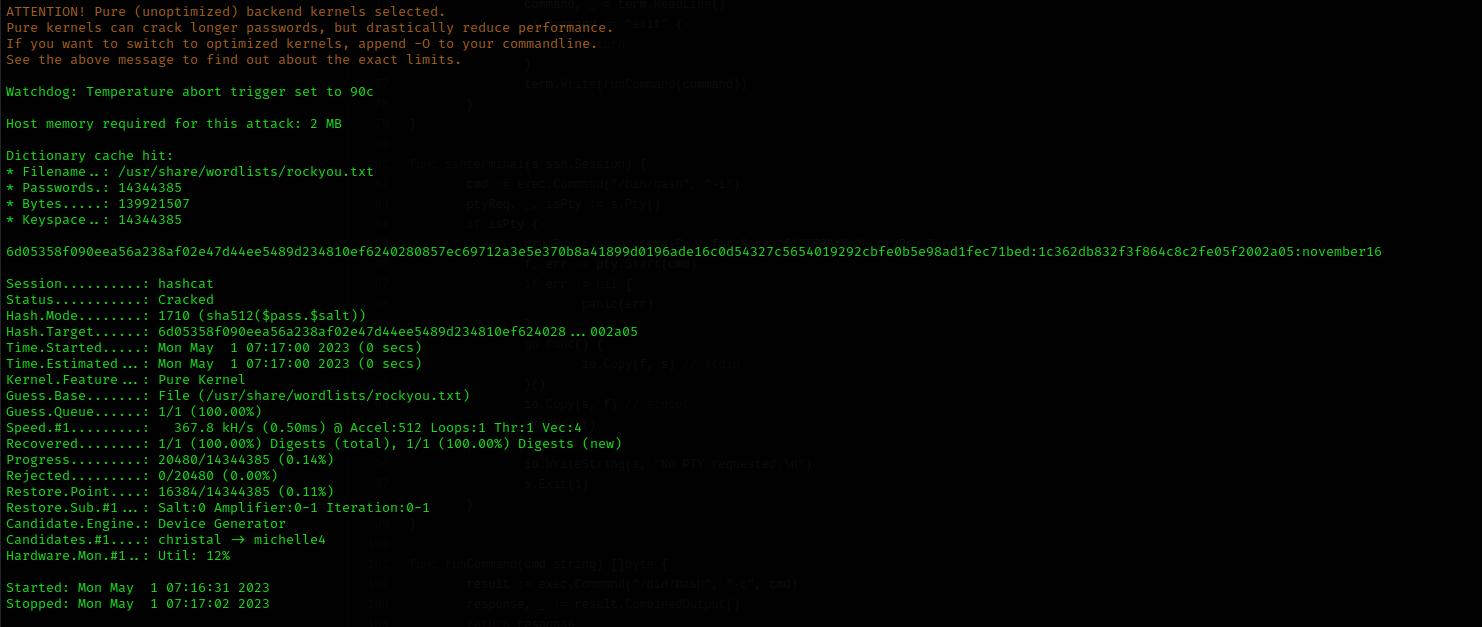 ATTENTION! Pure (unoptimized) backend kernels selected.
Pure kernels can crack longer passwords, but drastically reduce performance.
If you want to switch to optimized kernels, append -O to your commandline.
See the above message to find out about the exact limits.
Watchdog: Temperature abort trigger set to 90c
Host memory required for this attack: 2 MB
Dictionary cache hit:
* Filename..: /usr/share/wordlists/rockyou.txt
* Passwords.: 14344385
* Bytes.....: 139921507
* Keyspace..: 14344385
6d05358f090eea56a238af02e47d44ee5489d234810ef6240280857ec69712a3e5e370b8a41899d0196ade16c0d54327c5654019292cbfe0b5e98ad1fec71bed:1c362db832f3f864c8c2fe05f2002a05:november16
Session..........: hashcat
Status...........: Cracked
Hash.Mode........: 1710 (sha512($pass.$salt))
Hash.Target......: 6d05358f090eea56a238af02e47d44ee5489d234810ef624028...002a05
Time.Started.....: Mon May  1 07:17:00 2023 (0 secs)
Time.Estimated...: Mon May  1 07:17:00 2023 (0 secs)
Kernel.Feature...: Pure Kernel
Guess.Base.......: File (/usr/share/wordlists/rockyou.txt)
Guess.Queue......: 1/1 (100.00%)
Speed.#1.........:   367.8 kH/s (0.50ms) @ Accel:512 Loops:1 Thr:1 Vec:4
Recovered........: 1/1 (100.00%) Digests (total), 1/1 (100.00%) Digests (new)
Progress.........: 20480/14344385 (0.14%)
Rejected.........: 0/20480 (0.00%)
Restore.Point....: 16384/14344385 (0.11%)
Restore.Sub.#1...: Salt:0 Amplifier:0-1 Iteration:0-1
Candidate.Engine.: Device Generator
Candidates.#1....: christal -> michelle4
Hardware.Mon.#1..: Util: 12%
Started: Mon May  1 07:16:31 2023
Stopped: Mon May  1 07:17:02 2023